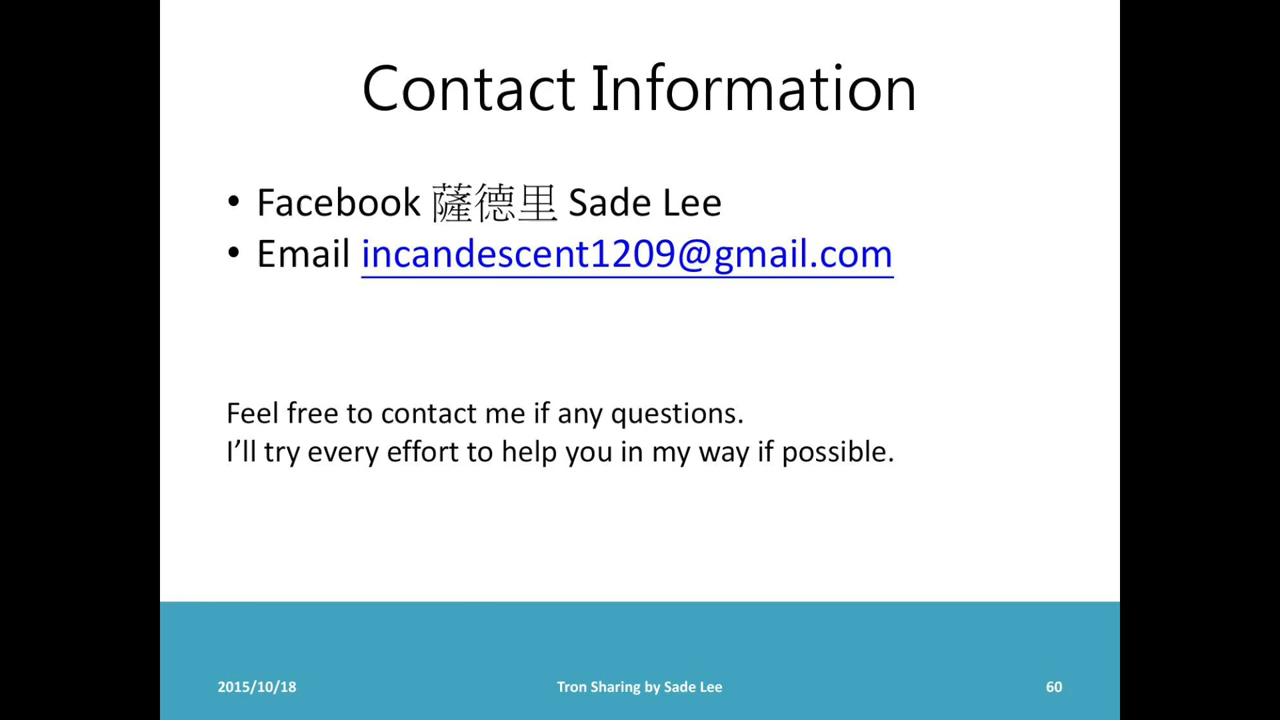 Contact Information
• Facebook 薩德里 Sade Lee
• Email incandescent1209@gmail.com
Feel free to contact me if any questions.
I’ll try every effort to help you in my way if possible.
2015/10/18 Tron Sharing by Sade Lee 60